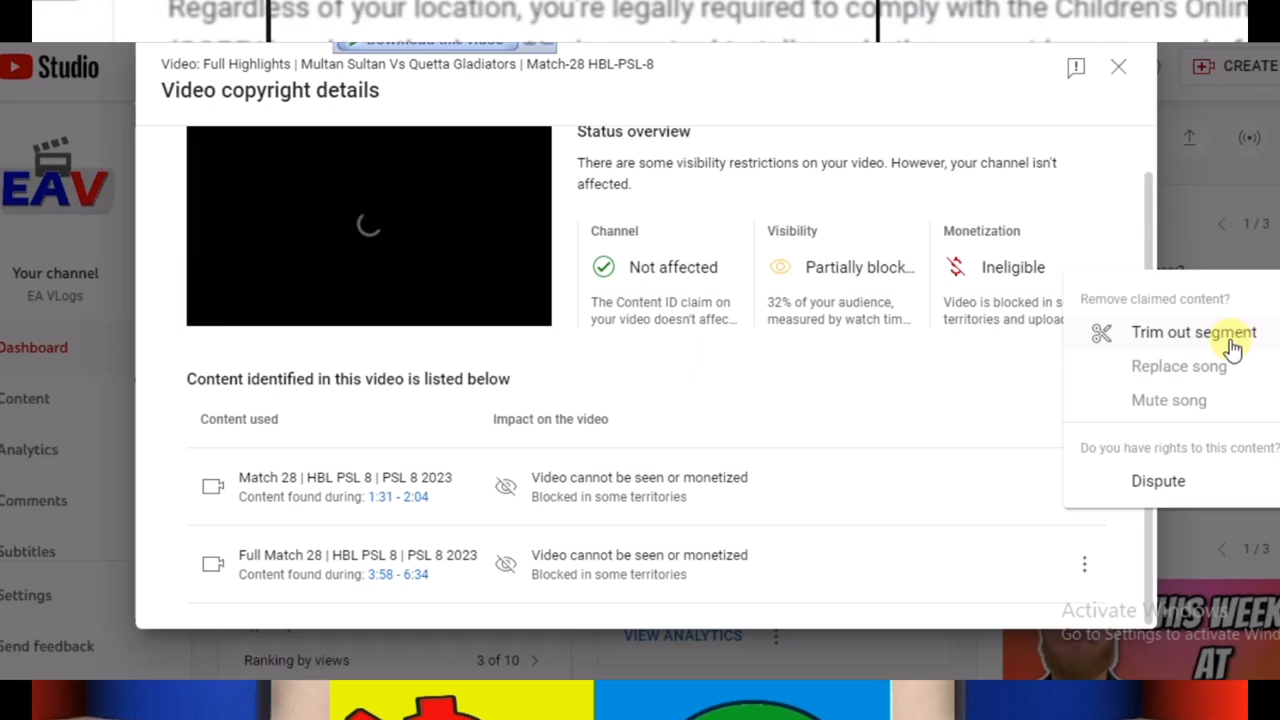 Regardless of your location, you're legally required to comply with the Children's Onlin
Download this video
Studio
Video: Full Highlights | Multan Sultan Vs Quetta Gladiators | Match-28 HBL-PSL-8
CREATE
Video copyright details
EAV
Status overview
There are some visibility restrictions on your video. However, your channel isn't
affected.
Channel
Visibility
Monetization
1 / 3
Not affected
Partially block...
Ineligible
Your channel
EA VLogs
The Content ID claim on
your video doesn't affec...
32% of your audience,
measured by watch tim...
Video is blocked in s
territories and upload
Remove claimed content?
Trim out segment
Replace song
Mute song
Do you have rights to this content?
Dispute
Dashboard
Content
Analytics
Comments
Subtitles
Settings
Send feedback
Content identified in this video is listed below
Content used
Impact on the video
Match 28 | HBL PSL 8 | PSL 8 2023
Content found during: 1:31 - 2:04
Video cannot be seen or monetized
Blocked in some territories
Full Match 28 | HBL PSL 8 | PSL 8 2023
Content found during: 3:58 - 6:34
Video cannot be seen or monetized
Blocked in some territories
1 / 3
Activate Windows
Go to Settings to activate Wind
THIS WEEK
AT
VIEW ANALYTICS
Ranking by views
3 of 10